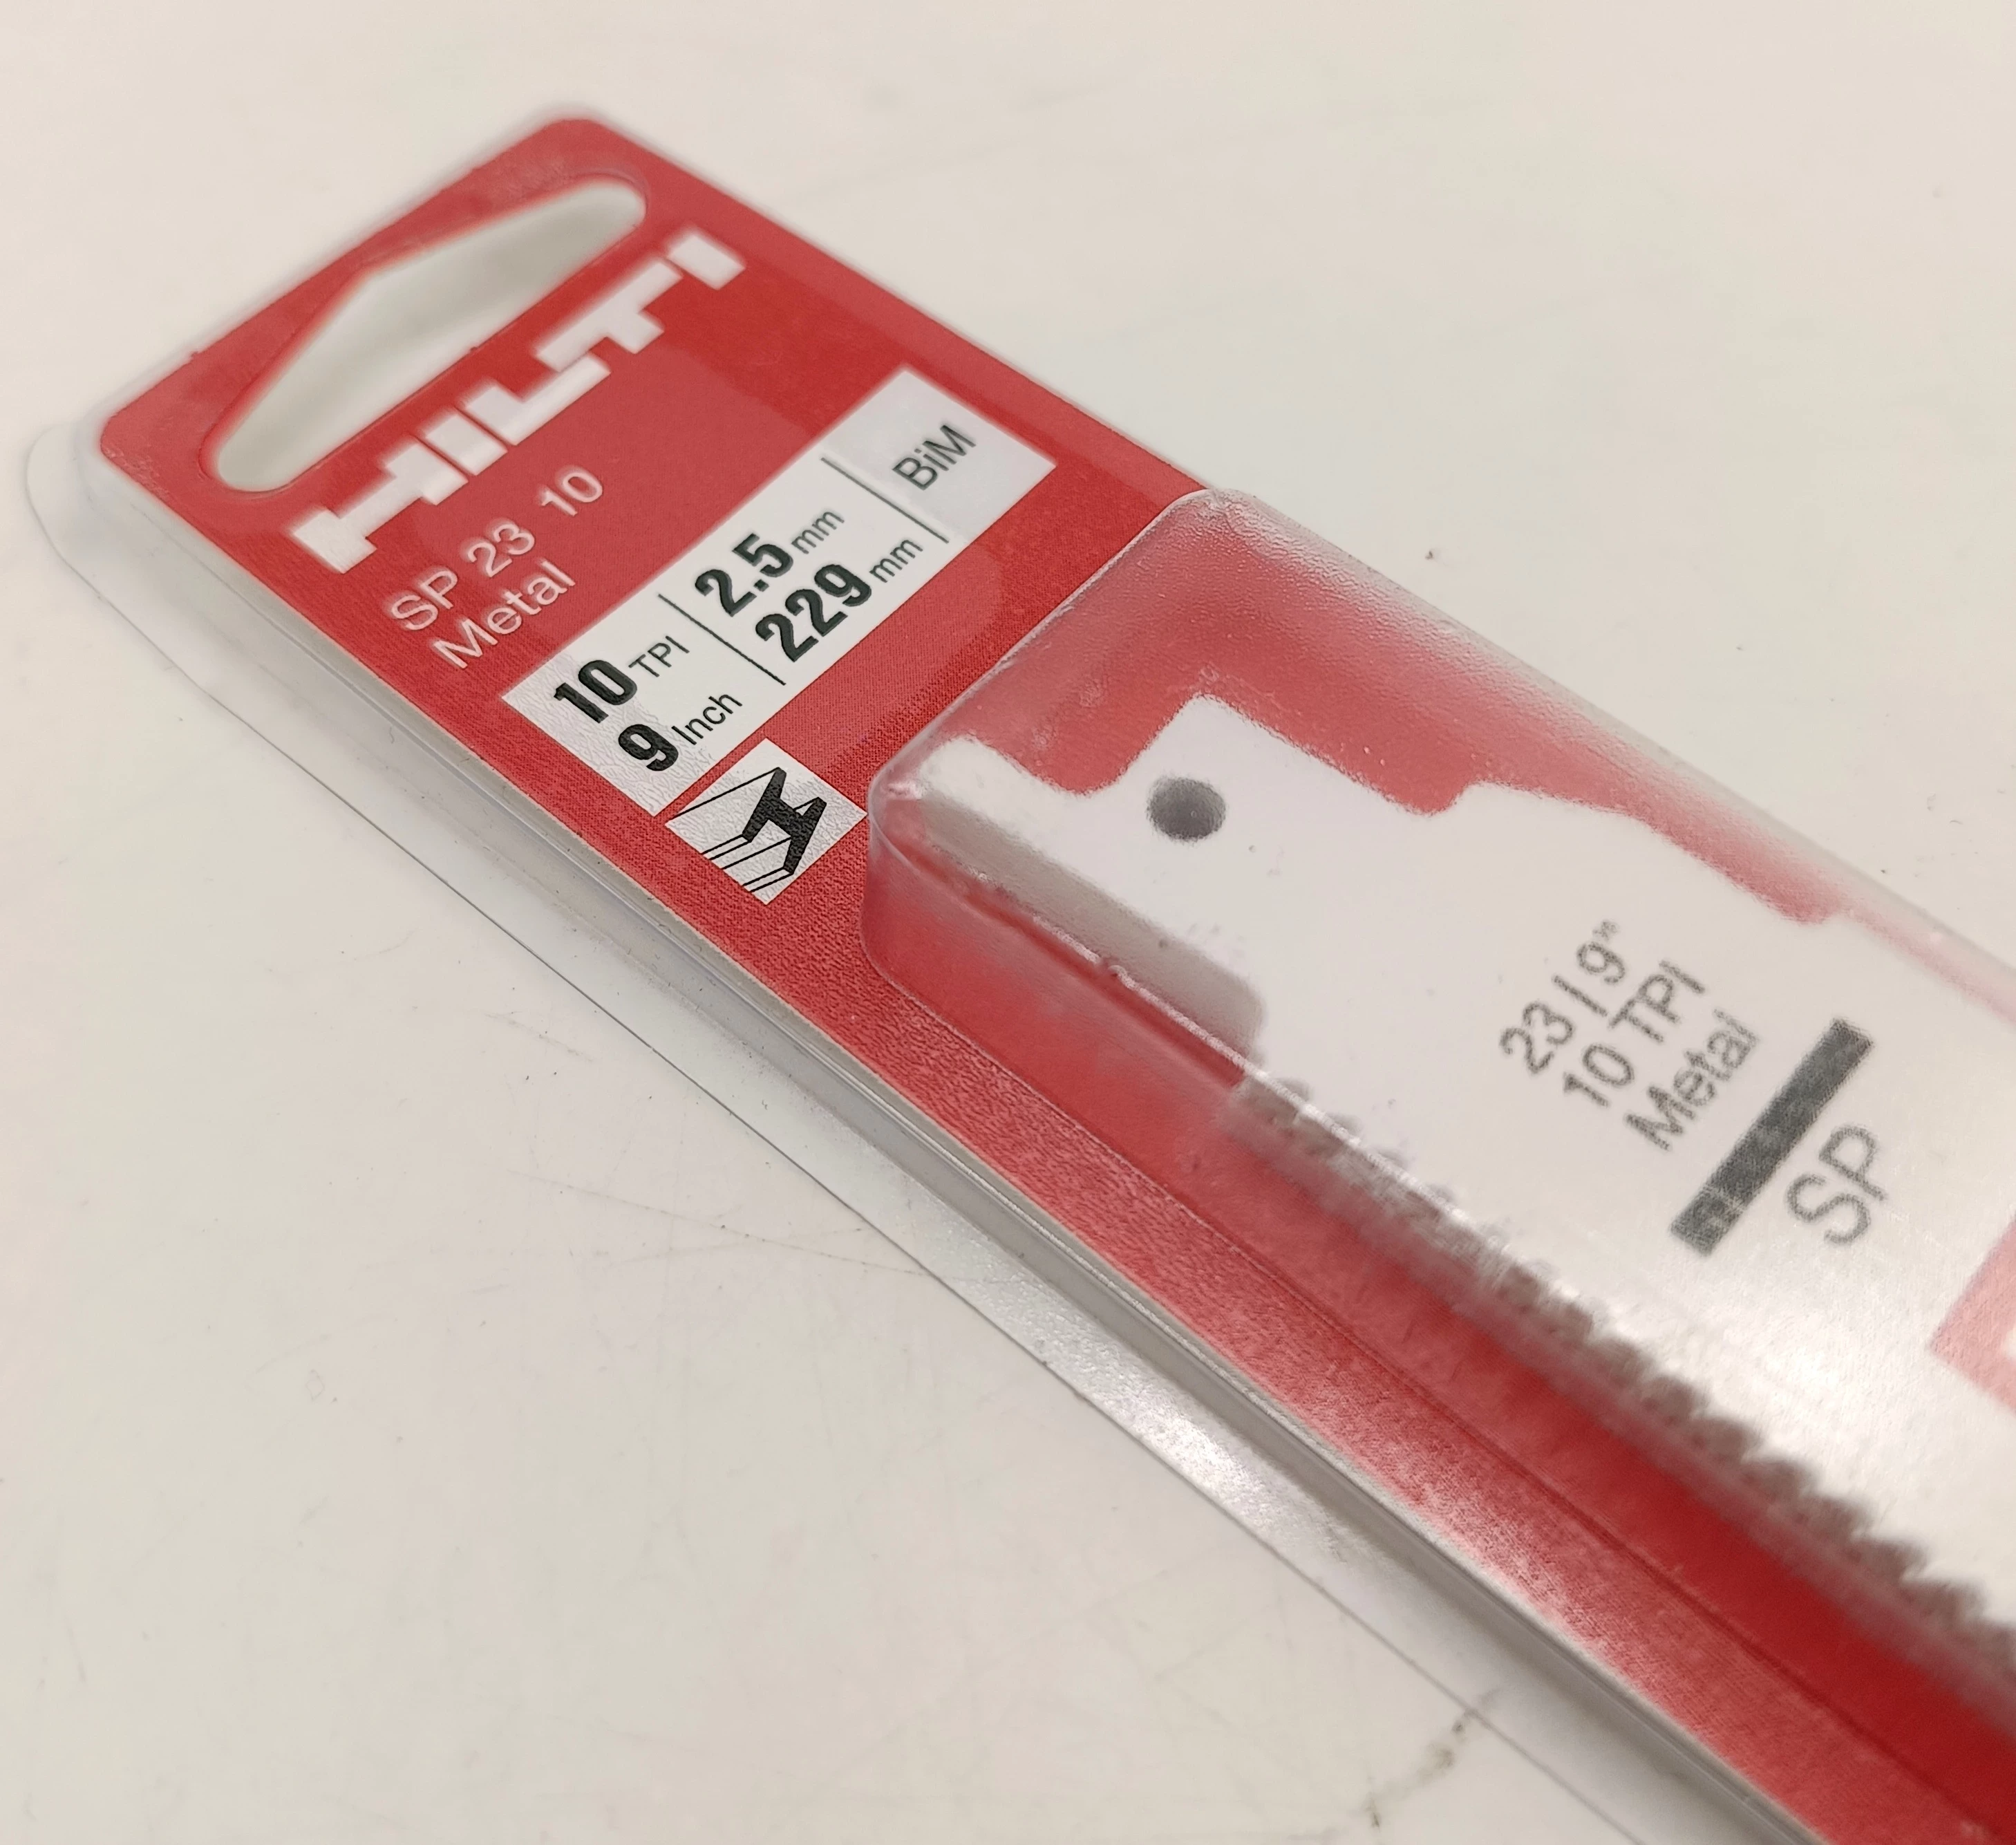 HILTI
SP 23 10
Metal
10 TPI
9 Inch
2.5 mm
229 mm
BiM
23 | 9"
10 TPI
Metal
SP